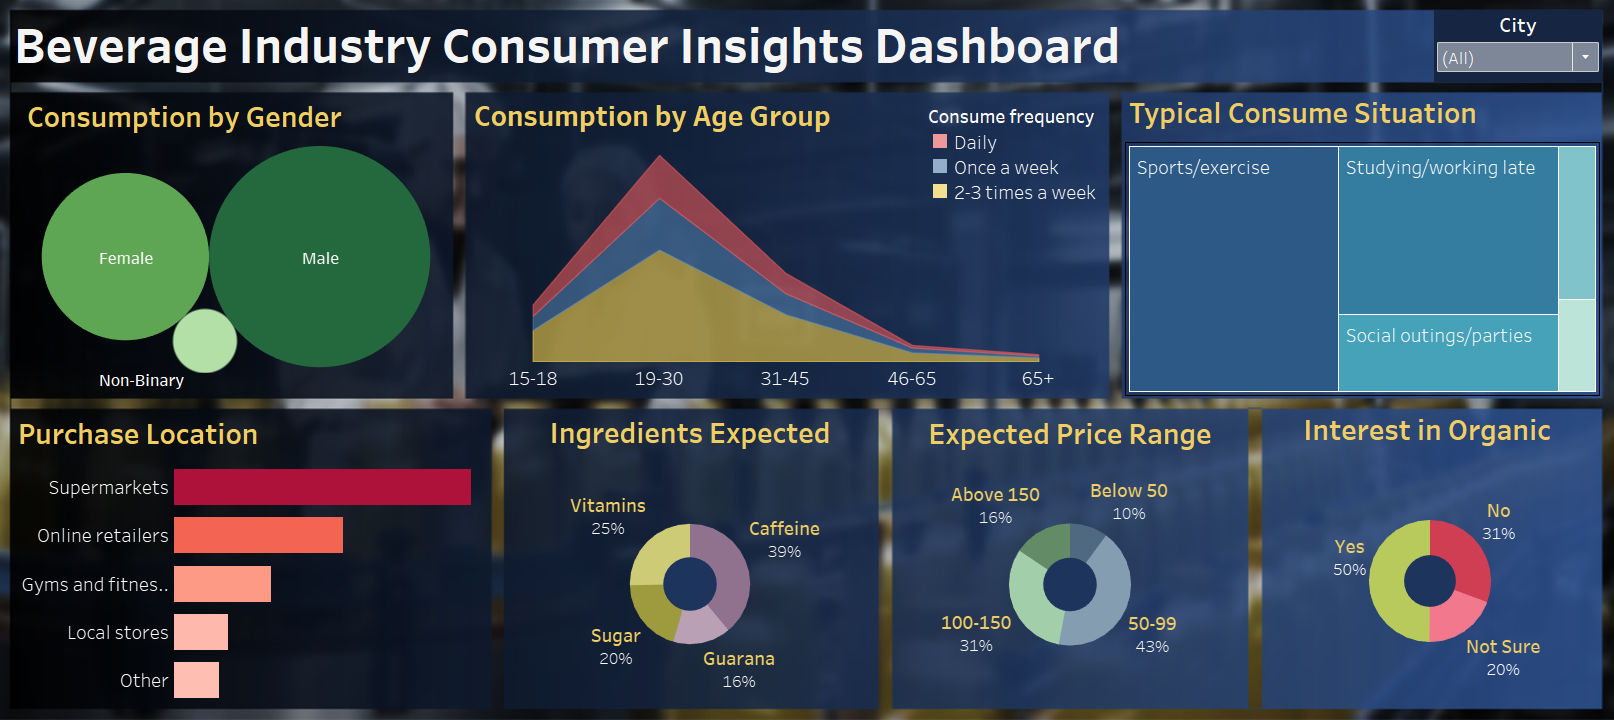 Beverage Industry Consumer Insights Dashboard
City
(All)
Consumption by Gender
Female
Male
Non-Binary
Consumption by Age Group
Consume frequency
Daily
Once a week
2-3 times a week
15-18
19-30
31-45
46-65
65+
Typical Consume Situation
Sports/exercise
Studying/working late
Social outings/parties
Purchase Location
Supermarkets
Online retailers
Gyms and fitnes..
Local stores
Other
Ingredients Expected
Vitamins
25%
Caffeine
39%
Sugar
20%
Guarana
16%
Expected Price Range
Above 150
16%
Below 50
10%
100-150
31%
50-99
43%
Interest in Organic
No
31%
Yes
50%
Not Sure
20%